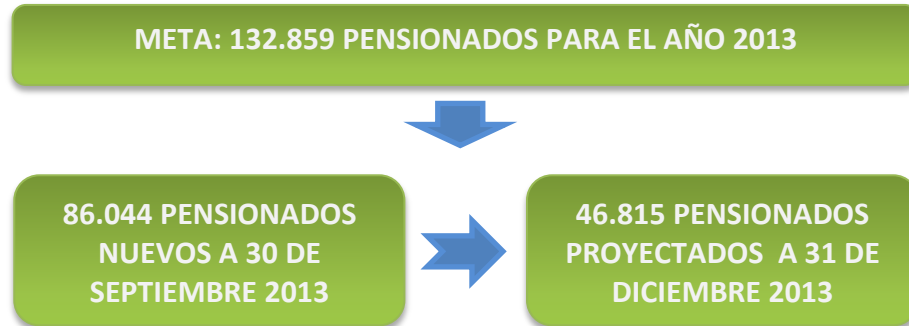 META: 132.859 PENSIONADOS PARA EL AÑO 2013
86.044 PENSIONADOS
NUEVOS A 30 DE
SEPTIEMBRE 2013
46.815 PENSIONADOS
PROYECTADOS A 31 DE
DICIEMBRE 2013